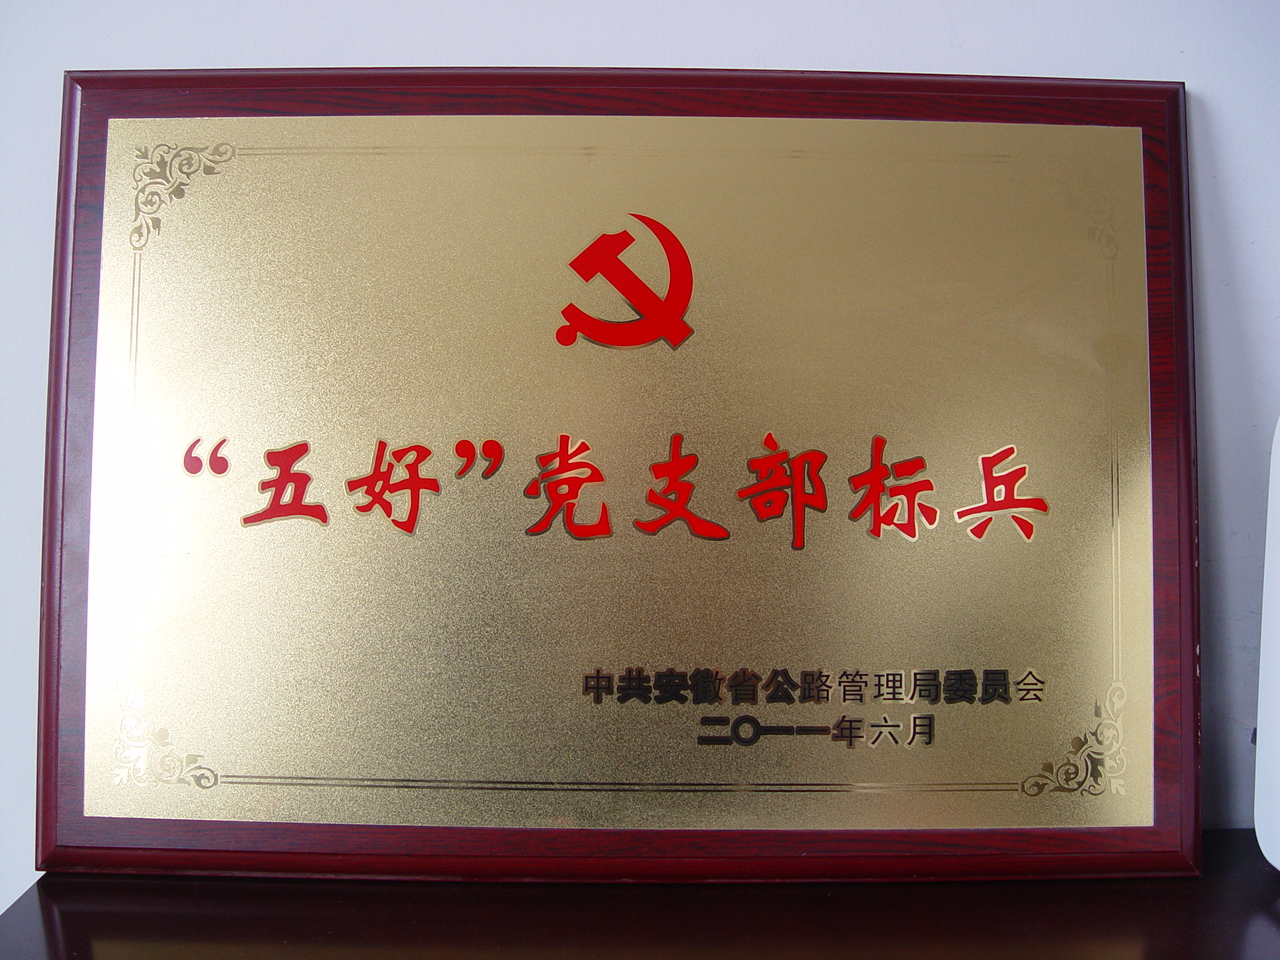 “五好”党支部标兵
中共安徽省公路管理局委员会
二〇一一年六月